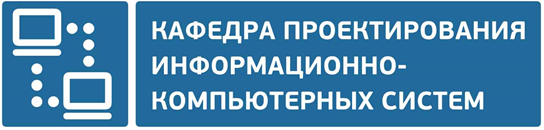 КАФЕДРА ПРОЕКТИРОВАНИЯ
ИНФОРМАЦИОННО-
КОМПЬЮТЕРНЫХ СИСТЕМ